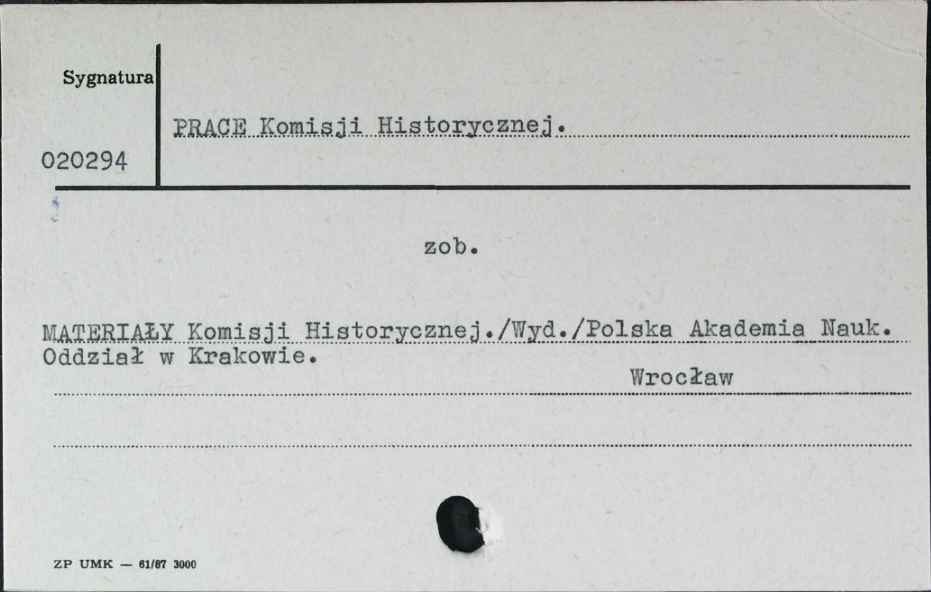 Sygnatura
PRACE Komisji Historycznej.
020294
zob.
MATERIAŁY Komisji Historycznej./Wyd./Polska Akademia Nauk.
Oddział w Krakowie.
Wrocław
ZP UMK — 61/87 3000